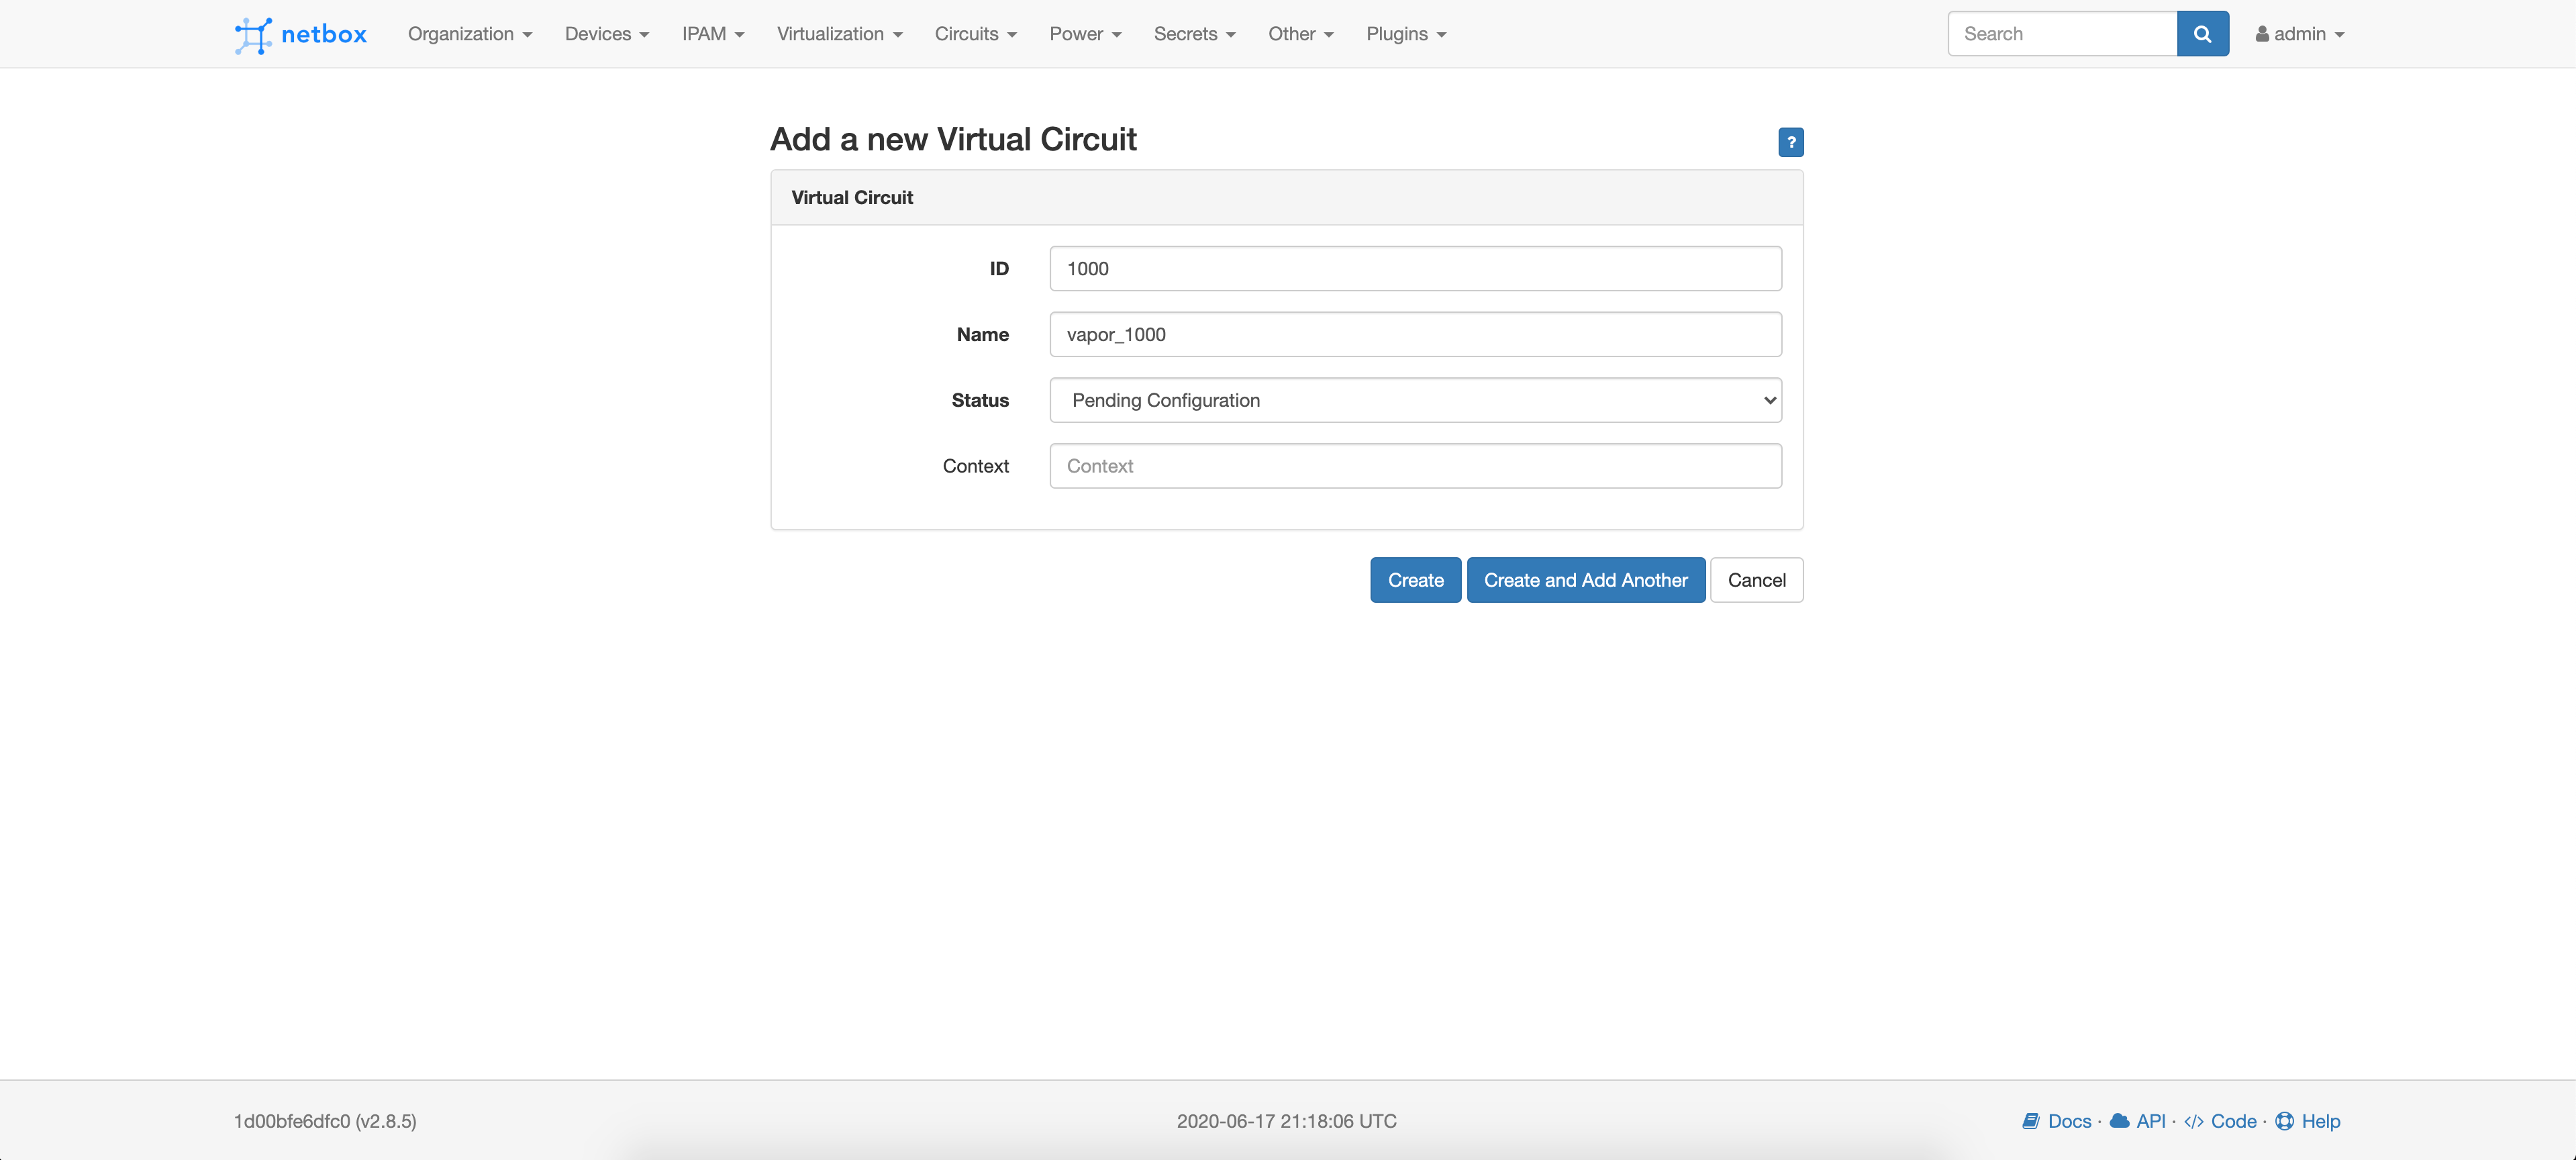 netbox Organization Devices IPAM Virtualization Circuits Power Secrets Other Plugins Search admin
Add a new Virtual Circuit ?
Virtual Circuit
ID 1000
Name vapor_1000
Status Pending Configuration
Context Context
Create Create and Add Another Cancel
1d00bfe6dfc0 (v2.8.5) 2020-06-17 21:18:06 UTC Docs · API · </> Code · Help